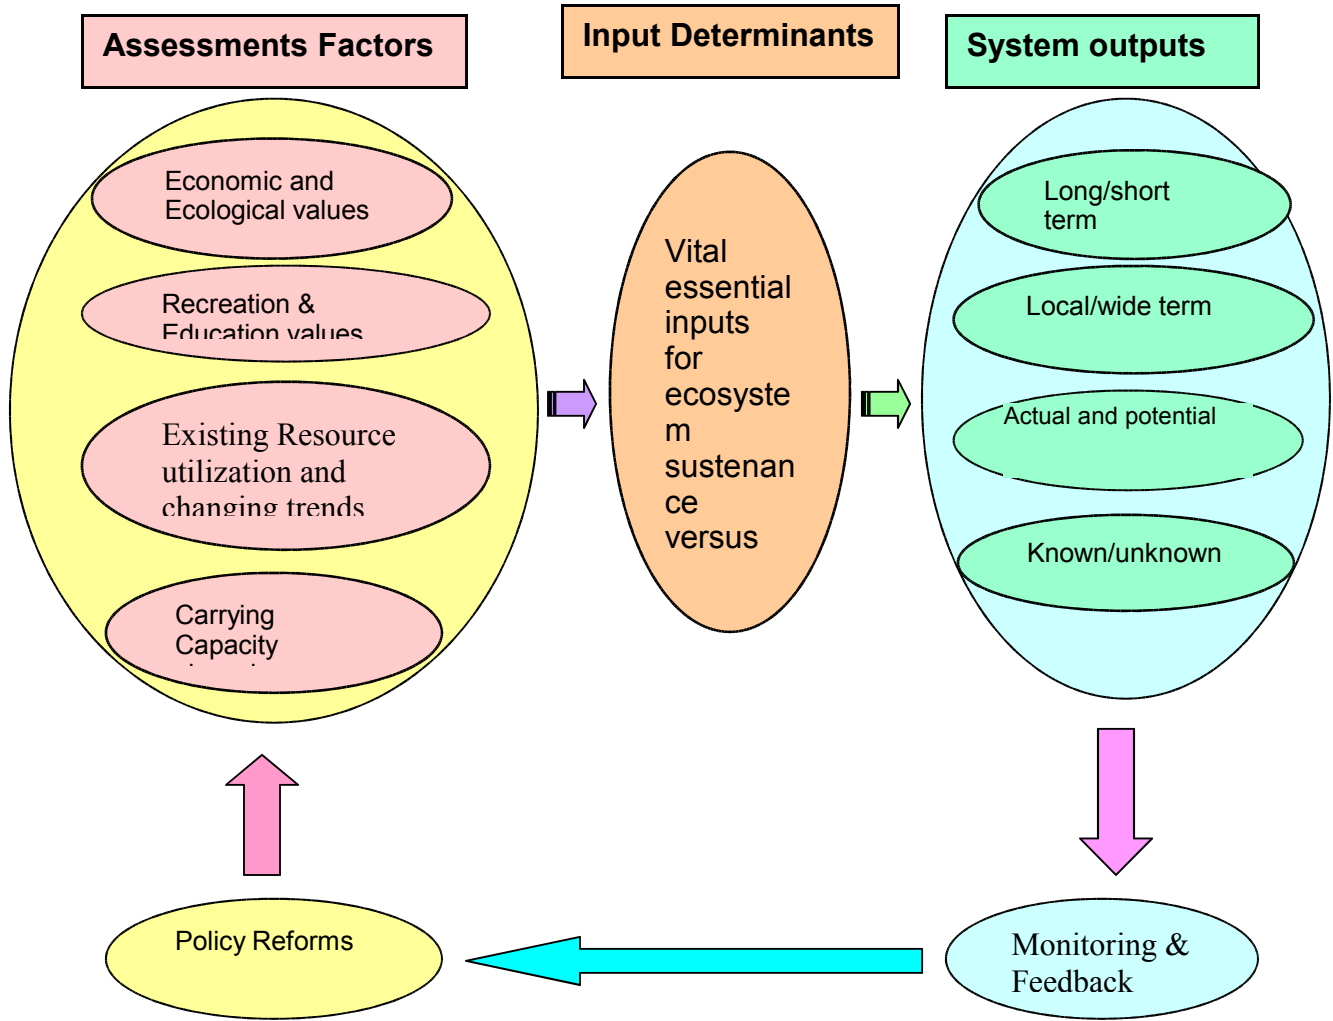 Assessments Factors
Input Determinants
System outputs
Economic and
Ecological values
Recreation &
Education values
Existing Resource
utilization and
changing trends
Carrying
Capacity
Vital
essential
inputs
for
ecosyste
m
sustenan
ce
versus
Long/short
term
Local/wide term
Actual and potential
Known/unknown
Policy Reforms
Monitoring &
Feedback